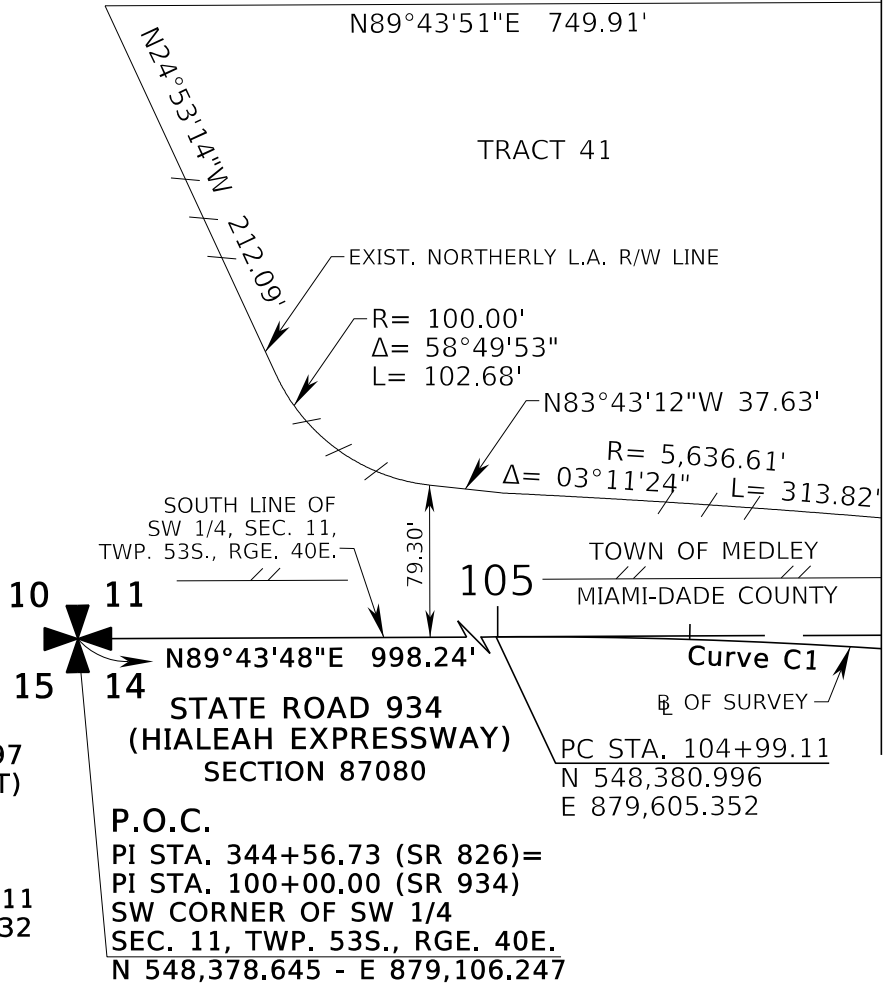 N89°43'51"E 749.91'
N24°53'14"W 212.09'
TRACT 41
EXIST. NORTHERLY L.A. R/W LINE
R= 100.00'
Δ= 58°49'53"
L= 102.68'
N83°43'12"W 37.63'
R= 5,636.61'
Δ= 03°11'24" L= 313.82'
SOUTH LINE OF
SW 1/4, SEC. 11,
TWP. 53S., RGE. 40E.
79.30'
105
TOWN OF MEDLEY
MIAMI-DADE COUNTY
10 11
15 14
N89°43'48"E 998.24'
Curve C1
STATE ROAD 934
(HIALEAH EXPRESSWAY)
SECTION 87080
BL OF SURVEY
PC STA. 104+99.11
N 548,380.996
E 879,605.352
97
T)
P.O.C.
PI STA. 344+56.73 (SR 826)=
PI STA. 100+00.00 (SR 934)
SW CORNER OF SW 1/4
SEC. 11, TWP. 53S., RGE. 40E.
N 548,378.645 - E 879,106.247
11
32